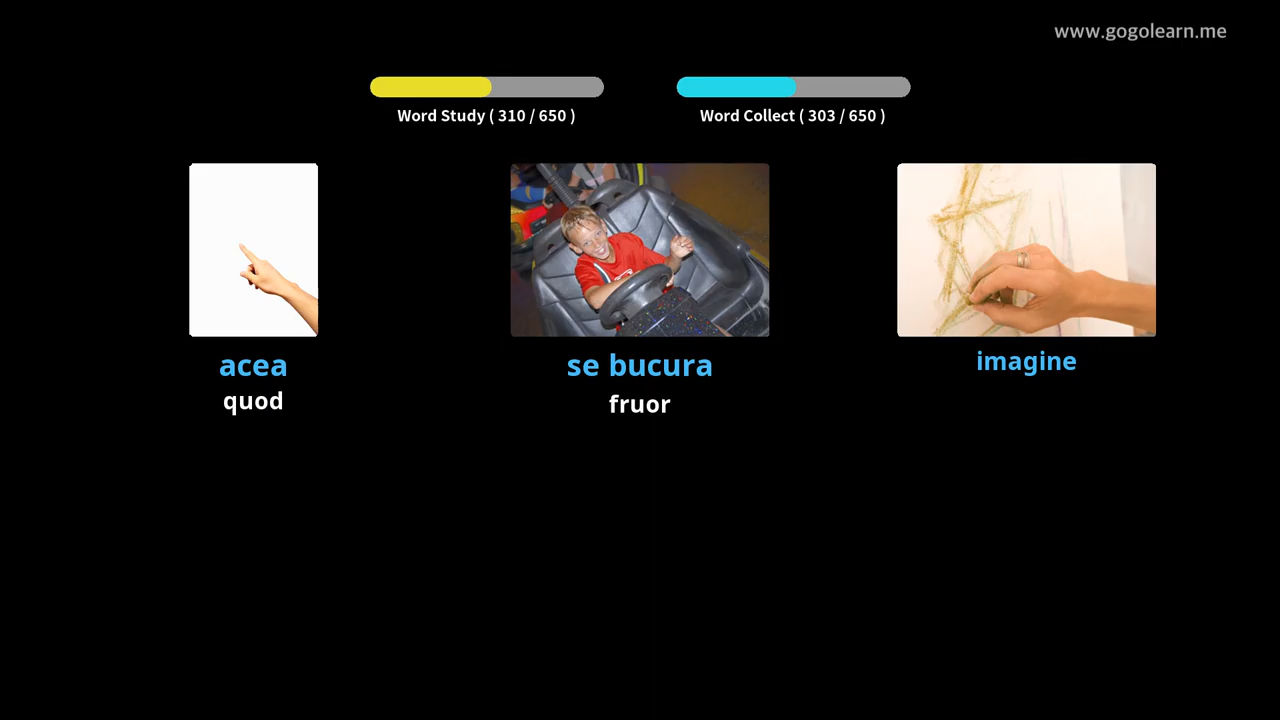 www.gogolearn.me
Word Study ( 310 / 650 )
Word Collect ( 303 / 650 )
acea
quod
se bucura
fruor
imagine